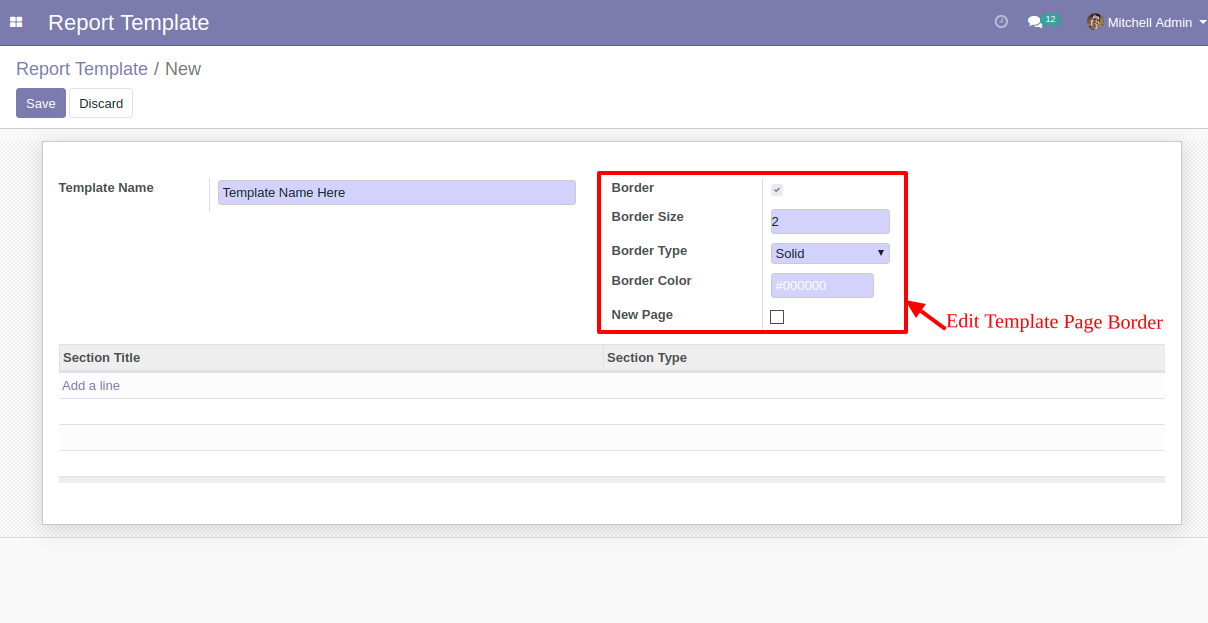 Report Template
12
Mitchell Admin
Report Template / New
Save Discard
Template Name
Template Name Here
Border
Border Size
2
Border Type
Solid
Border Color
#000000
New Page
Edit Template Page Border
Section Title Section Type
Add a line